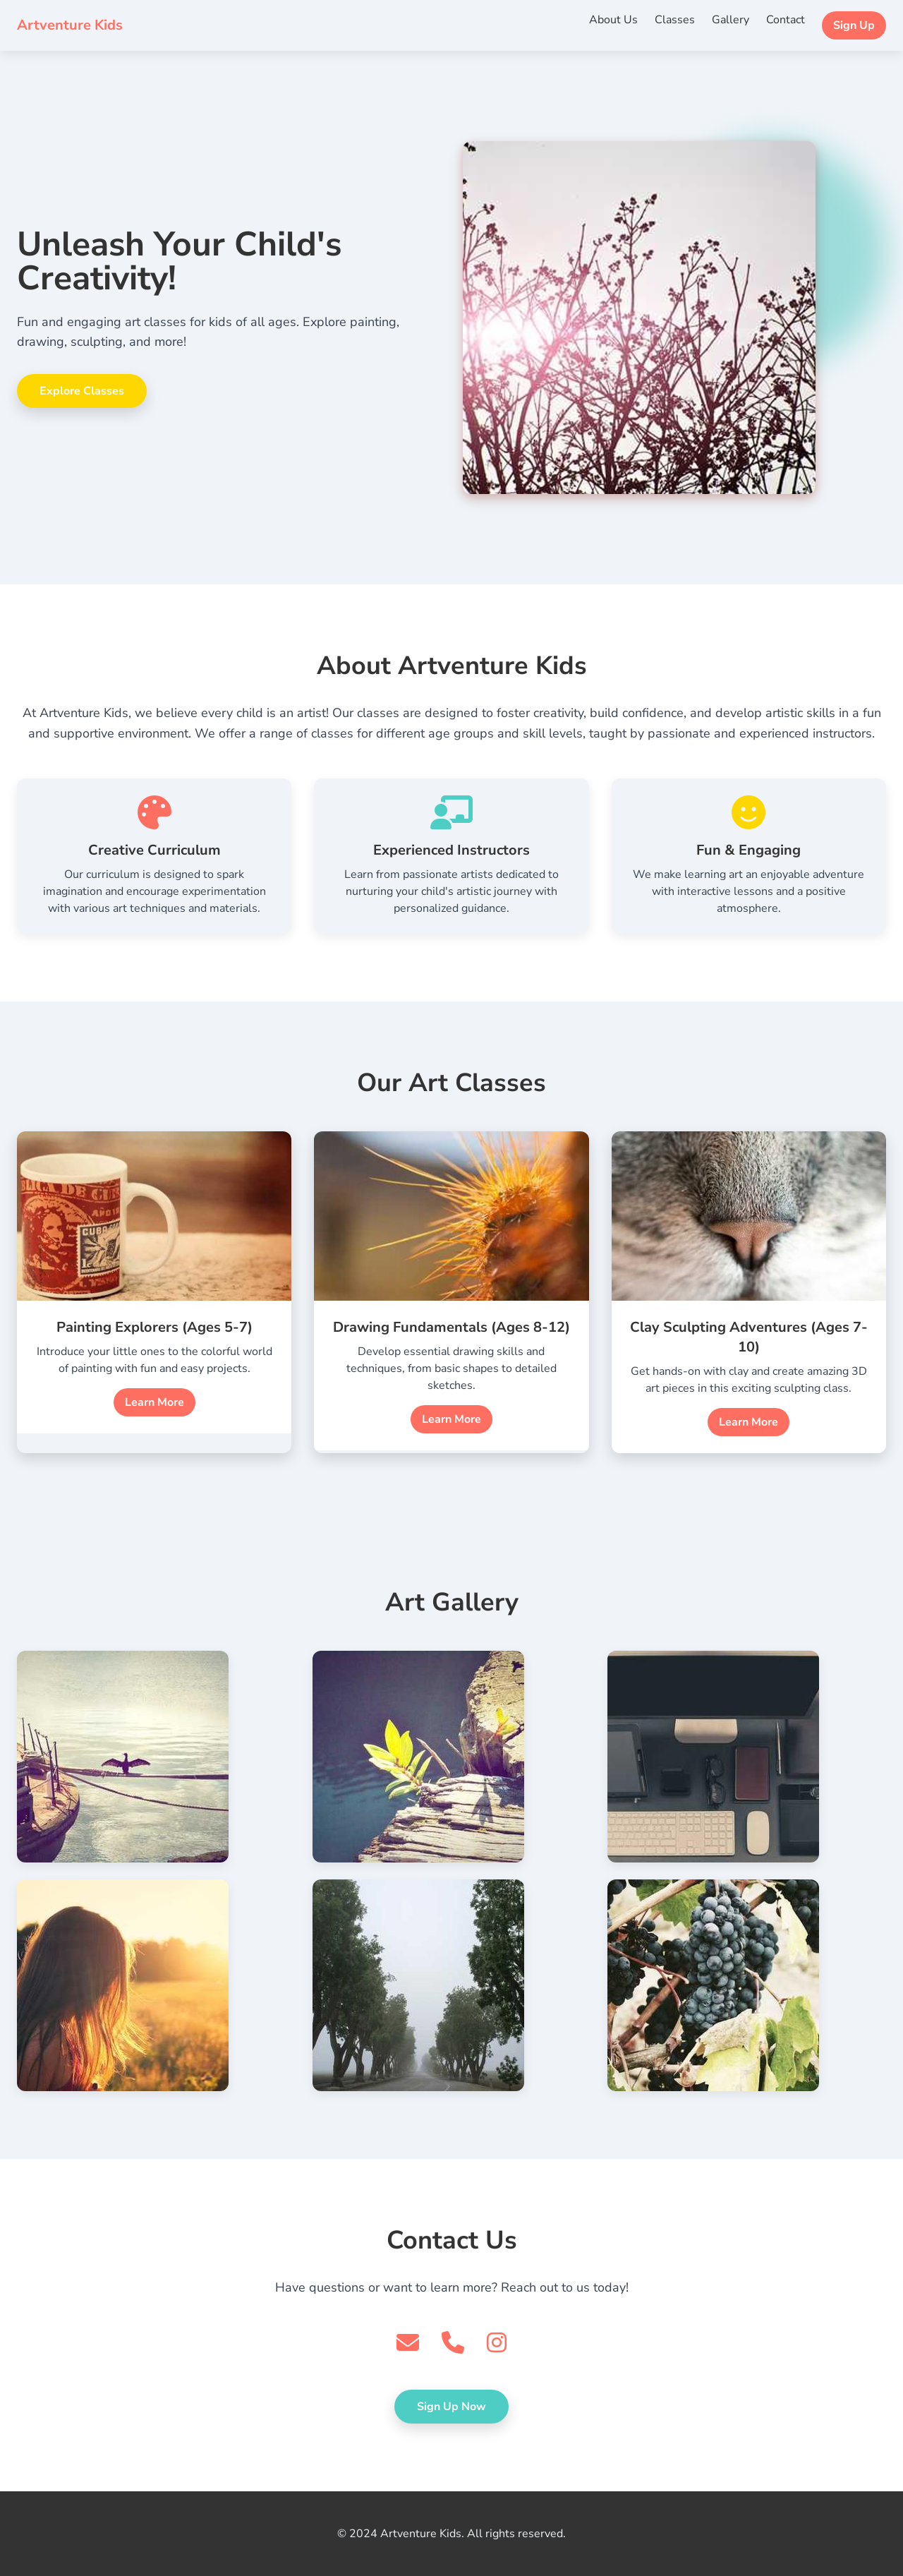 Artventure Kids
About Us
Classes
Gallery
Contact
Sign Up
Unleash Your Child's
Creativity!
Fun and engaging art classes for kids of all ages. Explore painting,
drawing, sculpting, and more!
Explore Classes
About Artventure Kids
At Artventure Kids, we believe every child is an artist! Our classes are designed to foster creativity, build confidence, and develop artistic skills in a fun
and supportive environment. We offer a range of classes for different age groups and skill levels, taught by passionate and experienced instructors.
Creative Curriculum
Our curriculum is designed to spark
imagination and encourage experimentation
with various art techniques and materials.
Experienced Instructors
Learn from passionate artists dedicated to
nurturing your child's artistic journey with
personalized guidance.
Fun & Engaging
We make learning art an enjoyable adventure
with interactive lessons and a positive
atmosphere.
Our Art Classes
Painting Explorers (Ages 5-7)
Introduce your little ones to the colorful world
of painting with fun and easy projects.
Learn More
Drawing Fundamentals (Ages 8-12)
Develop essential drawing skills and
techniques, from basic shapes to detailed
sketches.
Learn More
Clay Sculpting Adventures (Ages 7-
10)
Get hands-on with clay and create amazing 3D
art pieces in this exciting sculpting class.
Learn More
Art Gallery
Contact Us
Have questions or want to learn more? Reach out to us today!
Sign Up Now
© 2024 Artventure Kids. All rights reserved.